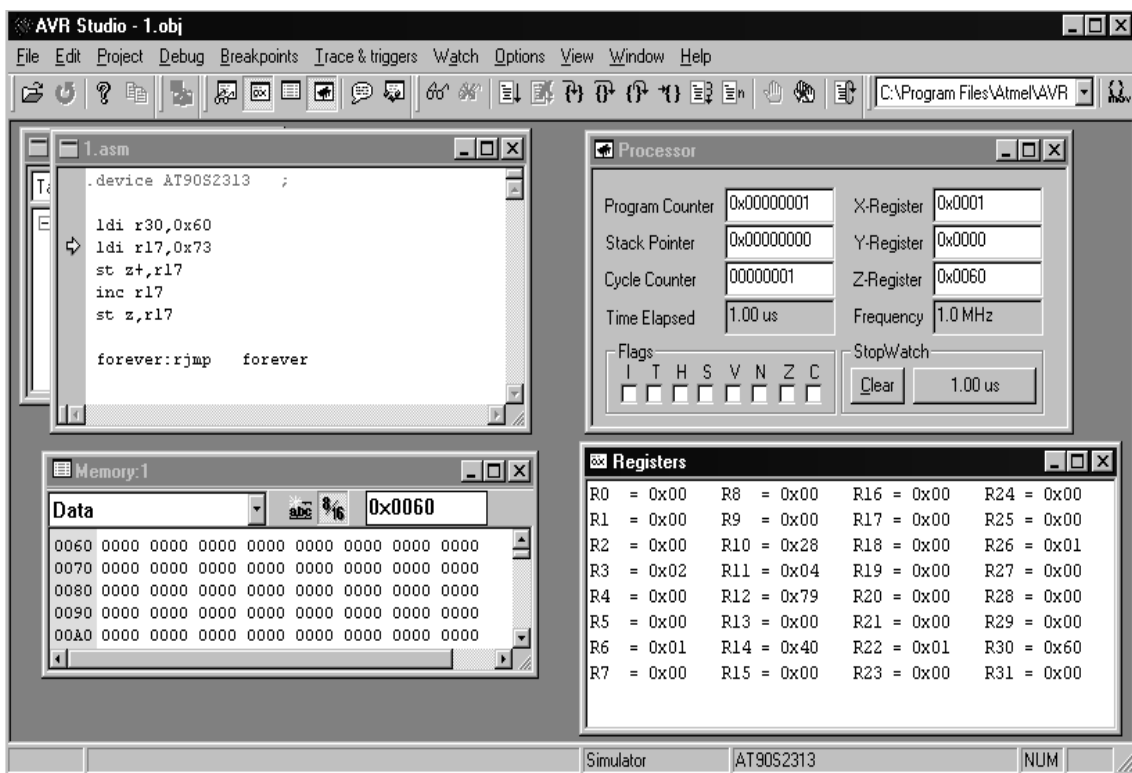 AVR Studio - 1.obj
File Edit Project Debug Breakpoints Trace & triggers Watch Options View Window Help
C:\Program Files\Atmel\AVR
1.asm
.device AT90S2313 ;
ldi r30,0x60
ldi r17,0x73
st z+,r17
inc r17
st z,r17
forever:rjmp forever
Processor
Program Counter 0x00000001 X-Register 0x0001
Stack Pointer 0x00000000 Y-Register 0x0000
Cycle Counter 00000001 Z-Register 0x0060
Time Elapsed 1.00 us Frequency 1.0 MHz
Flags StopWatch
I T H S V N Z C
Clear 1.00 us
Memory:1
Data abc 8/16 0x0060
0060 0000 0000 0000 0000 0000 0000 0000 0000
0070 0000 0000 0000 0000 0000 0000 0000 0000
0080 0000 0000 0000 0000 0000 0000 0000 0000
0090 0000 0000 0000 0000 0000 0000 0000 0000
00A0 0000 0000 0000 0000 0000 0000 0000 0000
Registers
R0 = 0x00 R8 = 0x00 R16 = 0x00 R24 = 0x00
R1 = 0x00 R9 = 0x00 R17 = 0x00 R25 = 0x00
R2 = 0x00 R10 = 0x28 R18 = 0x00 R26 = 0x01
R3 = 0x02 R11 = 0x04 R19 = 0x00 R27 = 0x00
R4 = 0x00 R12 = 0x79 R20 = 0x00 R28 = 0x00
R5 = 0x00 R13 = 0x00 R21 = 0x00 R29 = 0x00
R6 = 0x01 R14 = 0x40 R22 = 0x01 R30 = 0x60
R7 = 0x00 R15 = 0x00 R23 = 0x00 R31 = 0x00
Simulator AT90S2313 NUM